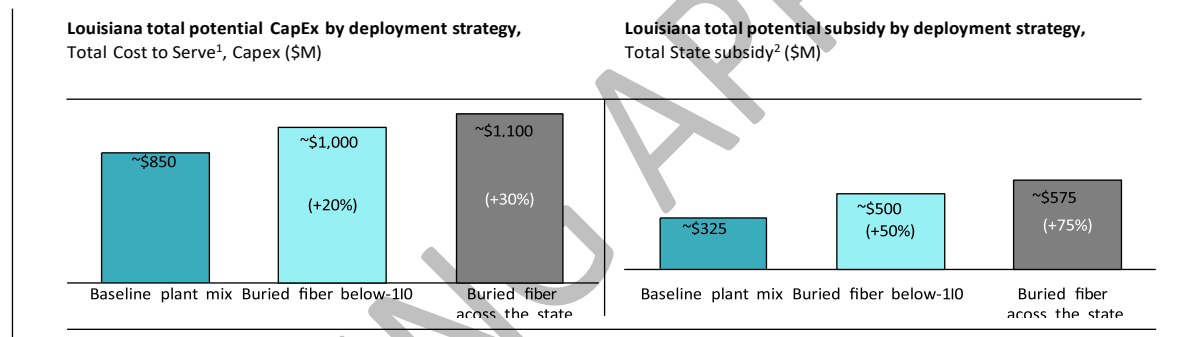 Louisiana total potential CapEx by deployment strategy,
Total Cost to Serve1, Capex ($M)
~$850
~$1,000
(+20%)
~$1,100
(+30%)
Baseline plant mix
Buried fiber below-1I0
Buried fiber
acoss the state
Louisiana total potential subsidy by deployment strategy,
Total State subsidy2 ($M)
~$325
~$500
(+50%)
~$575
(+75%)
Baseline plant mix
Buried fiber below-1I0
Buried fiber
acoss the state